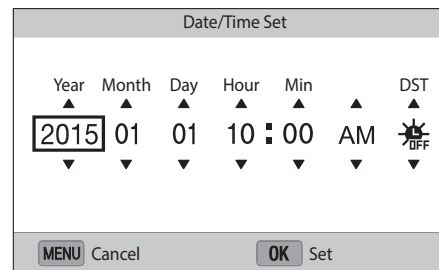 Date/Time Set
Year Month Day Hour Min DST
2015 01 01 10:00 AM OFF
MENU Cancel OK Set